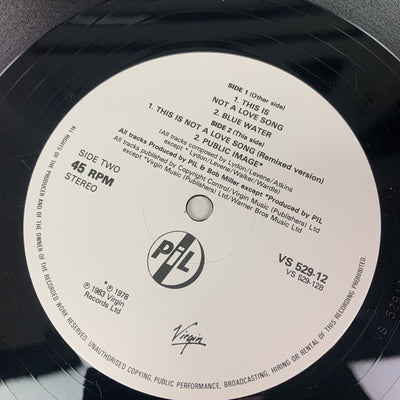 SIDE 1 (Other side)
1. THIS IS
NOT A LOVE SONG
2. BLUE WATER
SIDE 2 (This side)
1. THIS IS NOT A LOVE SONG (Remixed version)
2. PUBLIC IMAGE*
(All tracks composed by Lydon/Levene/Atkins
except *Lydon/Levene/Walker/Wardle)
All tracks Produced by PiL & Bob Miller except *Produced by PiL
All tracks published by Copyright Control/Virgin Music (Publishers) Ltd
except *Virgin Music (Publishers) Ltd/Warner Bros Music Ltd
SIDE TWO
45 RPM
STEREO
PiL
VS 529-12
VS 529-12B
* ℗ 1978
℗ 1983 Virgin
Records Ltd
Virgin
ALL RIGHTS OF THE PRODUCER AND OF THE OWNER OF THE RECORDED WORK RESERVED. UNAUTHORISED COPYING, PUBLIC PERFORMANCE, BROADCASTING, HIRING OR RENTAL OF THIS RECORDING PROHIBITED.